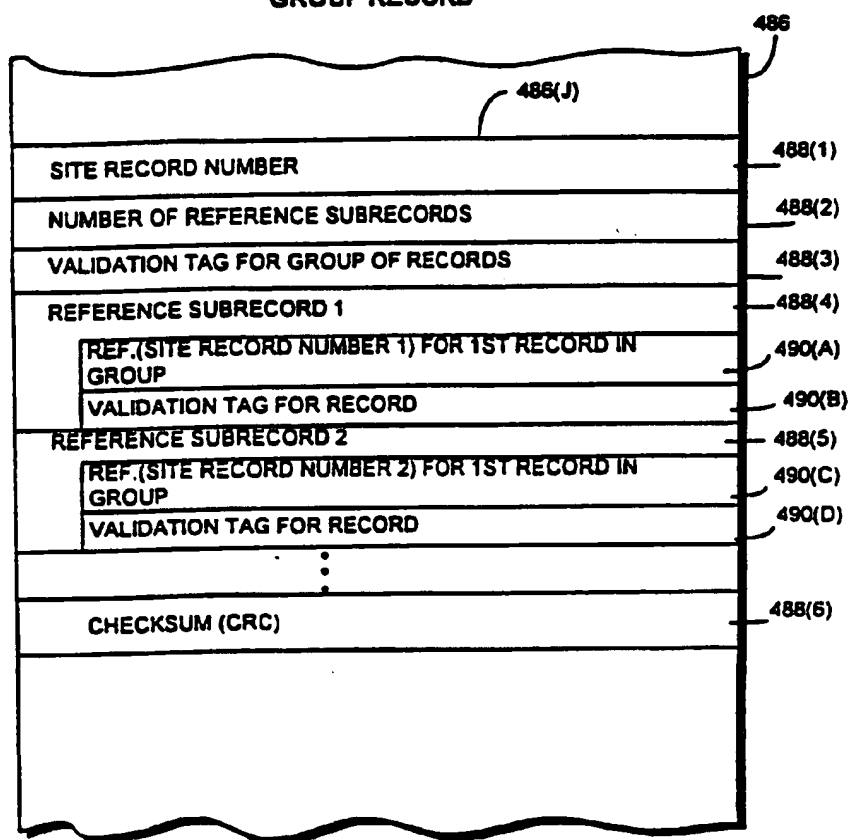 GROUP RECORD
486
486(J)
SITE RECORD NUMBER 488(1)
NUMBER OF REFERENCE SUBRECORDS 488(2)
VALIDATION TAG FOR GROUP OF RECORDS 488(3)
REFERENCE SUBRECORD 1 488(4)
REF.(SITE RECORD NUMBER 1) FOR 1ST RECORD IN 490(A)
GROUP
VALIDATION TAG FOR RECORD 490(B)
REFERENCE SUBRECORD 2 488(5)
REF.(SITE RECORD NUMBER 2) FOR 1ST RECORD IN 490(C)
GROUP
VALIDATION TAG FOR RECORD 490(D)
CHECKSUM (CRC) 488(6)